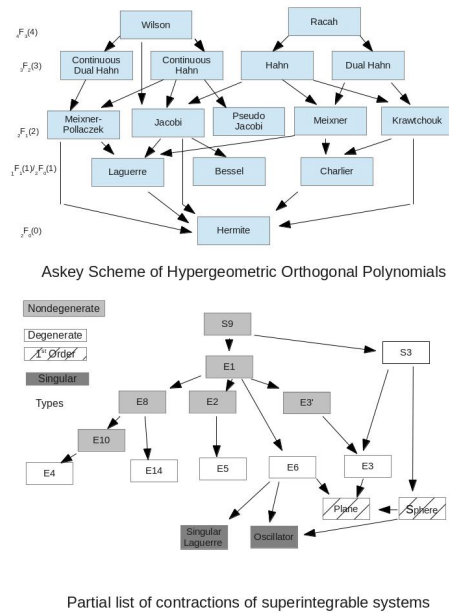 Wilson
Racah
₄F₃(4)
Continuous
Dual Hahn
Continuous
Hahn
Hahn
Dual Hahn
₃F₂(3)
Meixner-
Pollaczek
Jacobi
Pseudo
Jacobi
Meixner
Krawtchouk
₂F₁(2)
₁F₁(1)/₂F₀(1)
Laguerre
Bessel
Charlier
₂F₀(0)
Hermite
Askey Scheme of Hypergeometric Orthogonal Polynomials
Nondegenerate
Degenerate
1st Order
Singular
Types
S9
S3
E1
E8
E2
E3'
E10
E4
E14
E5
E6
E3
Plane
Sphere
Singular
Laguerre
Oscillator
Partial list of contractions of superintegrable systems